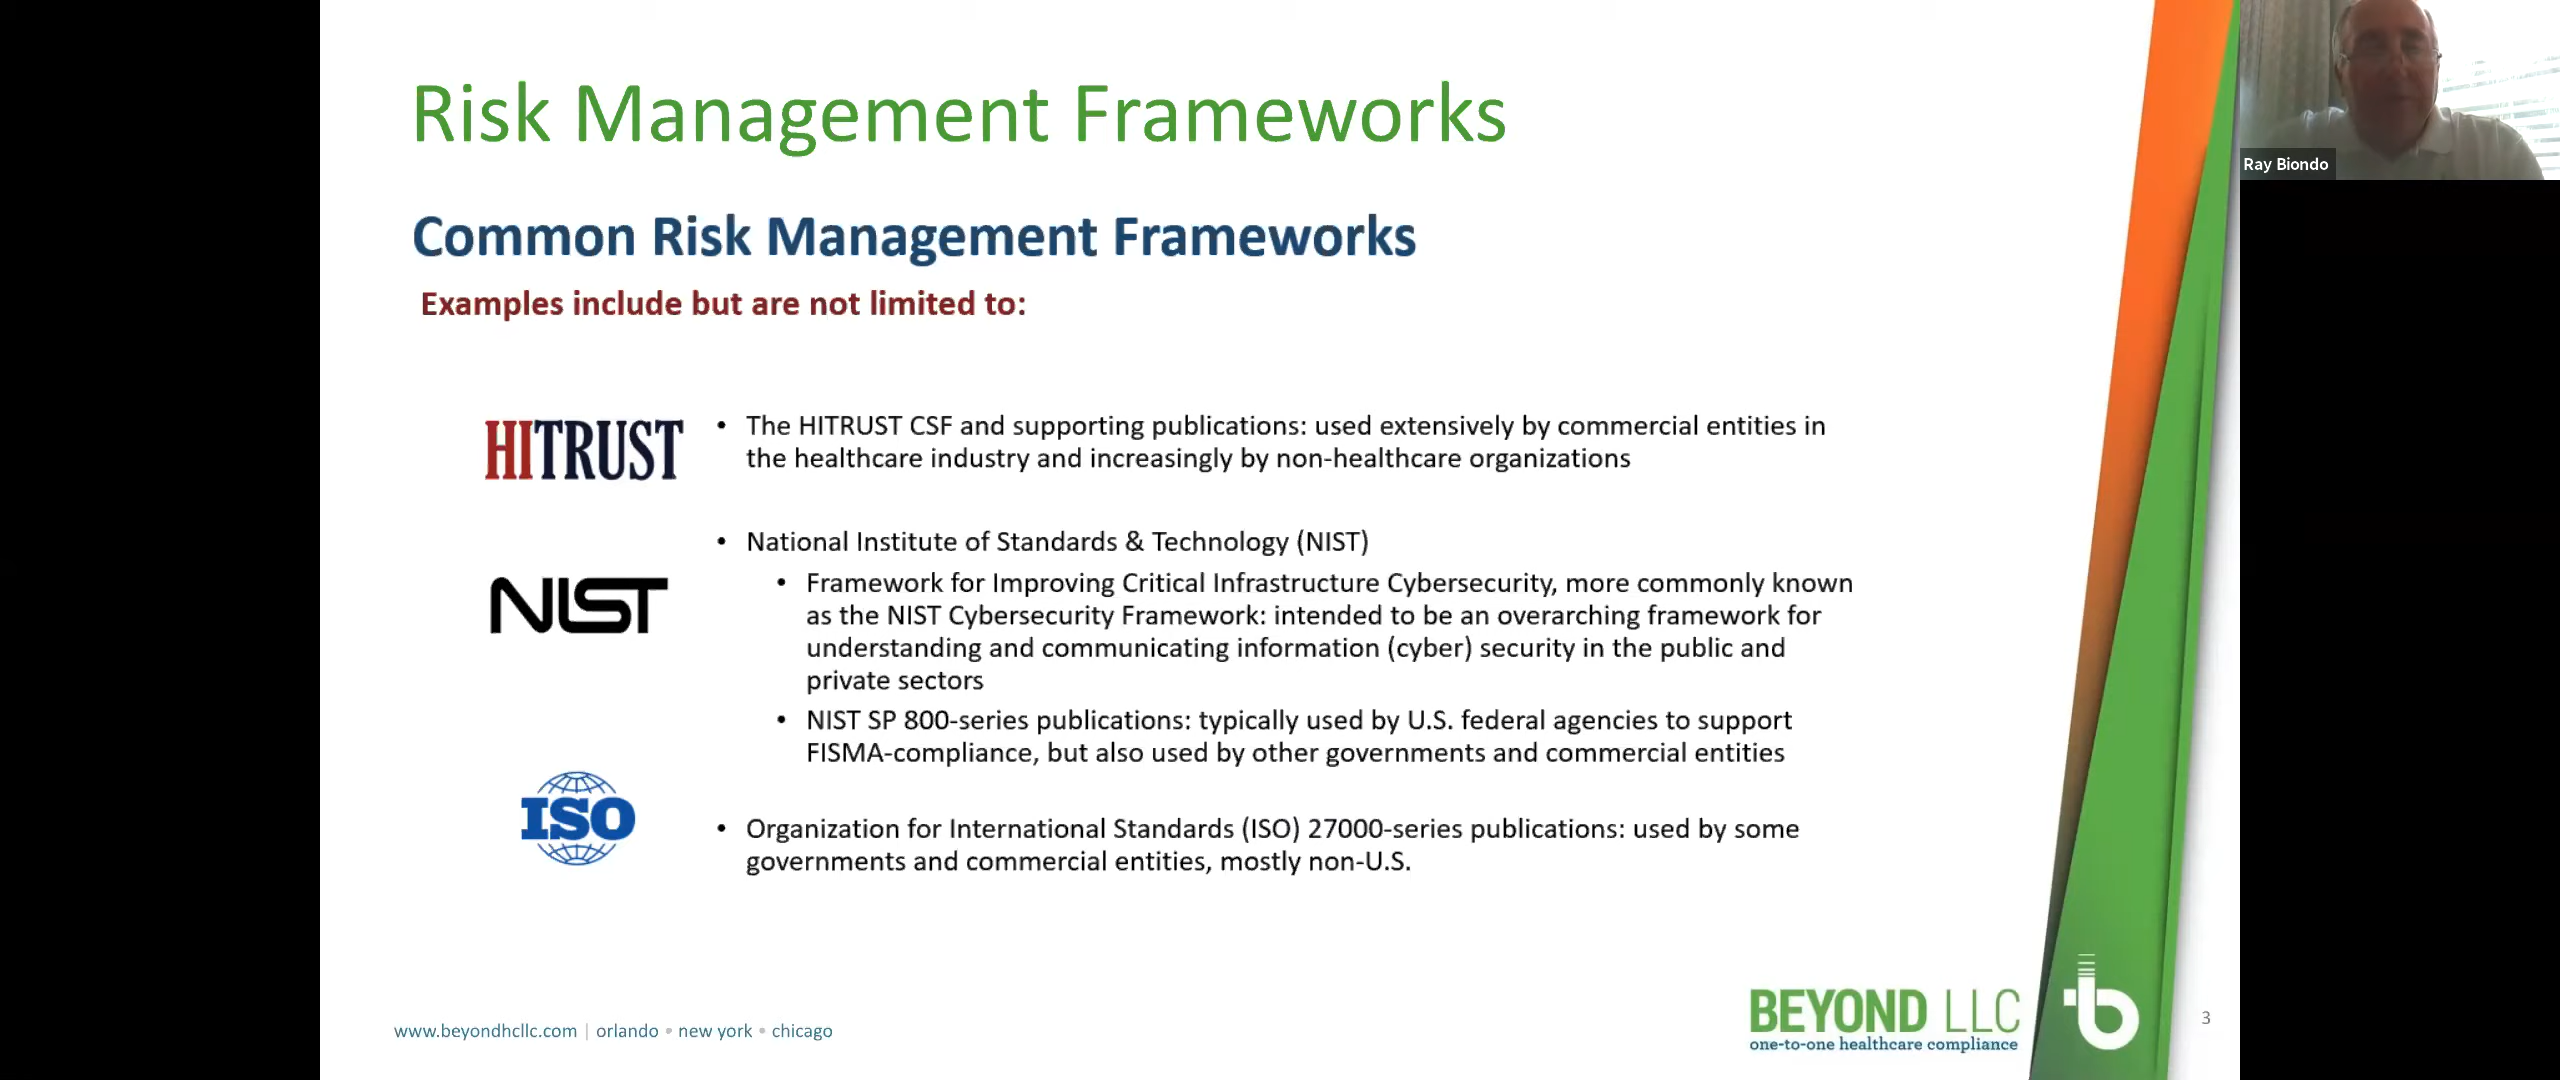 Risk Management Frameworks
Ray Biondo
Common Risk Management Frameworks
Examples include but are not limited to:
HITRUST
• The HITRUST CSF and supporting publications: used extensively by commercial entities in
the healthcare industry and increasingly by non-healthcare organizations
• National Institute of Standards & Technology (NIST)
NIST
• Framework for Improving Critical Infrastructure Cybersecurity, more commonly known
as the NIST Cybersecurity Framework: intended to be an overarching framework for
understanding and communicating information (cyber) security in the public and
private sectors
• NIST SP 800-series publications: typically used by U.S. federal agencies to support
FISMA-compliance, but also used by other governments and commercial entities
ISO
• Organization for International Standards (ISO) 27000-series publications: used by some
governments and commercial entities, mostly non-U.S.
www.beyondhcllc.com | orlando • new york • chicago
BEYOND LLC
one-to-one healthcare compliance
b
3